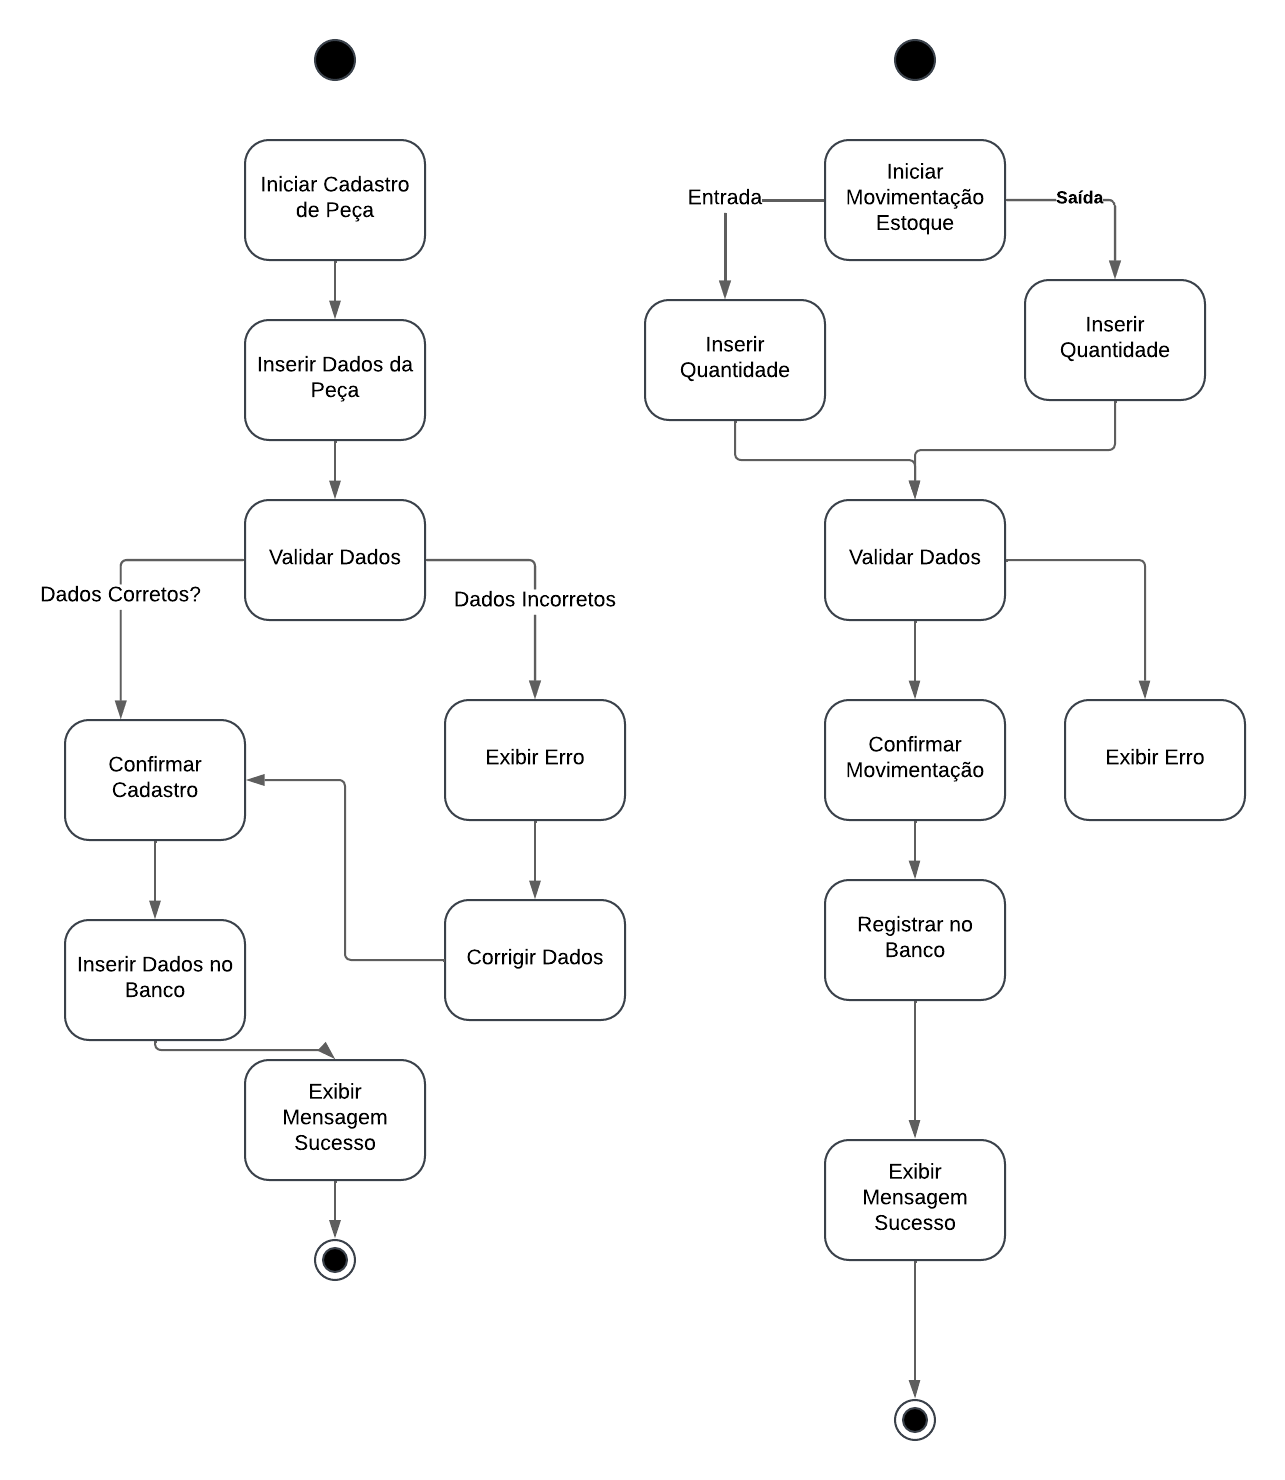 Iniciar Cadastro
de Peça
Inserir Dados da
Peça
Validar Dados
Dados Corretos?
Dados Incorretos
Confirmar
Cadastro
Exibir Erro
Inserir Dados no
Banco
Corrigir Dados
Exibir
Mensagem
Sucesso
Iniciar
Movimentação
Estoque
Entrada
Saída
Inserir
Quantidade
Inserir
Quantidade
Validar Dados
Confirmar
Movimentação
Exibir Erro
Registrar no
Banco
Exibir
Mensagem
Sucesso